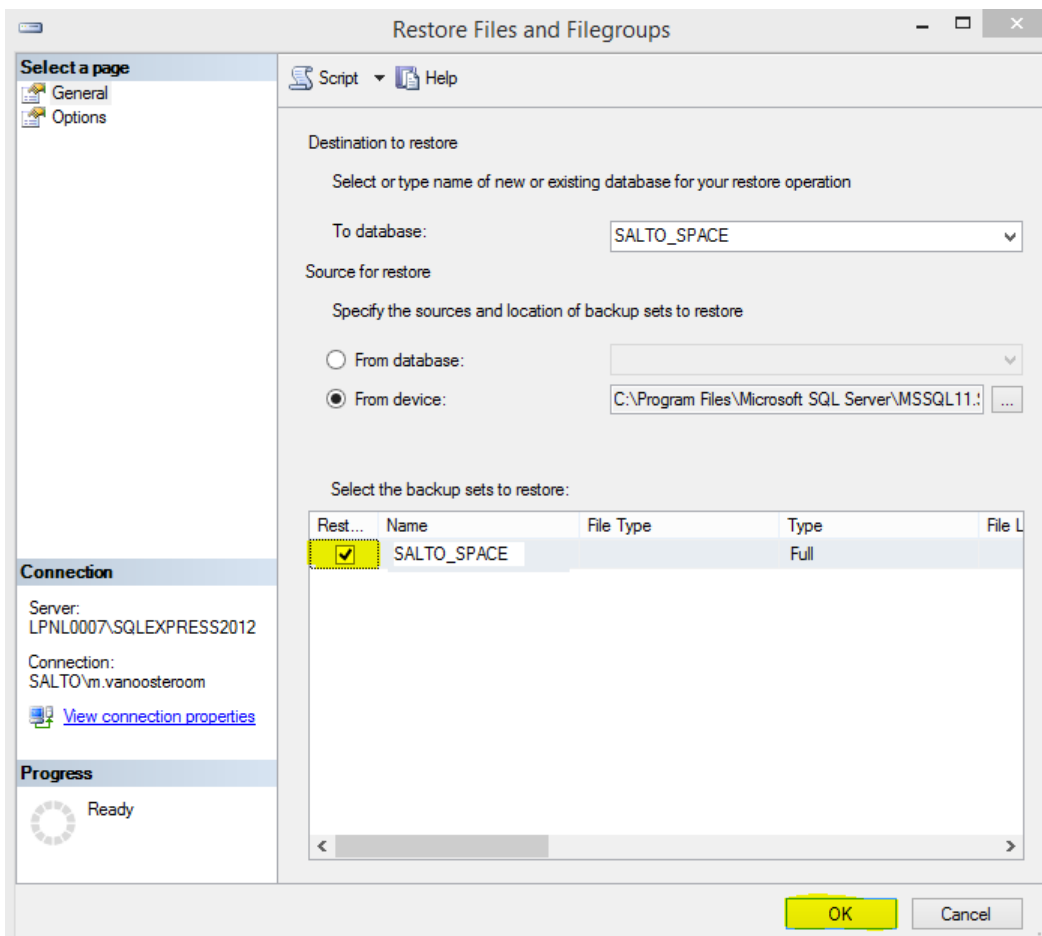 Restore Files and Filegroups
Select a page
General
Options
Script
Help
Destination to restore
Select or type name of new or existing database for your restore operation
To database:
SALTO_SPACE
Source for restore
Specify the sources and location of backup sets to restore
From database:
From device:
C:\Program Files\Microsoft SQL Server\MSSQL11.
...
Select the backup sets to restore:
Rest... Name File Type Type File L
SALTO_SPACE Full
Connection
Server:
LPNL0007\SQLEXPRESS2012
Connection:
SALTO\m.vanoosteroom
View connection properties
Progress
Ready
OK
Cancel